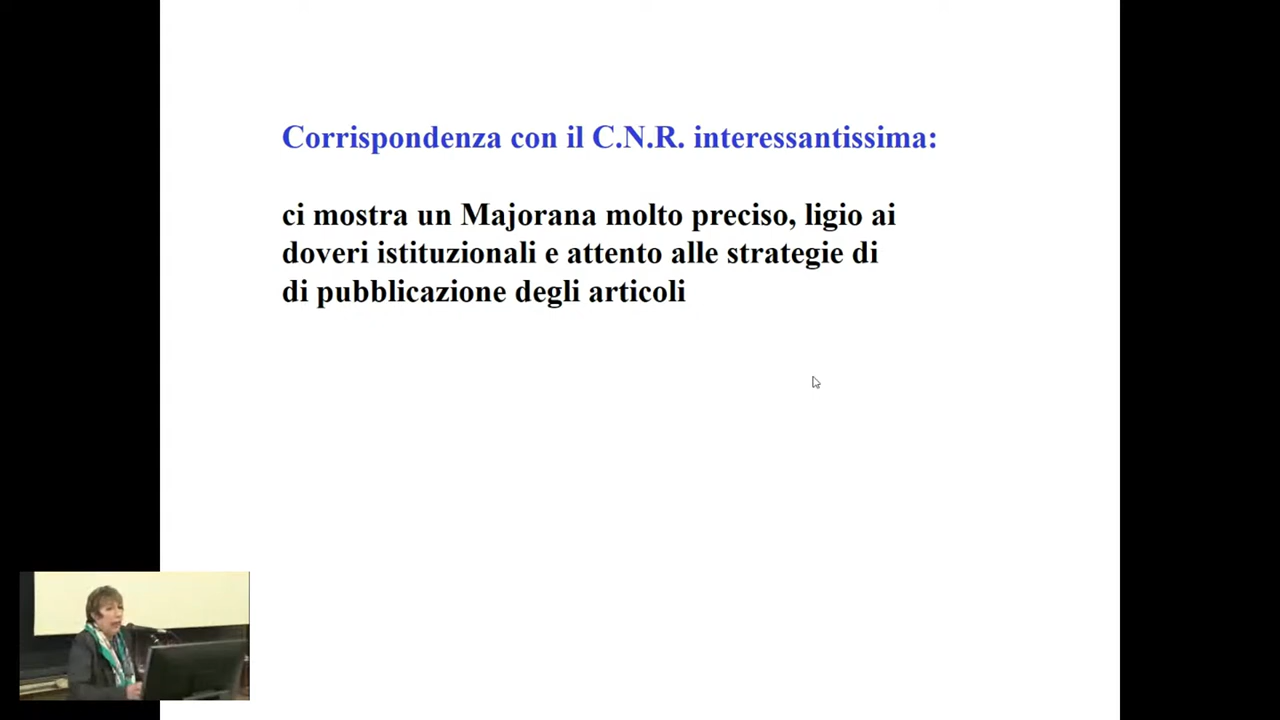 Corrispondenza con il C.N.R. interessantissima:
ci mostra un Majorana molto preciso, ligio ai
doveri istituzionali e attento alle strategie di
di pubblicazione degli articoli